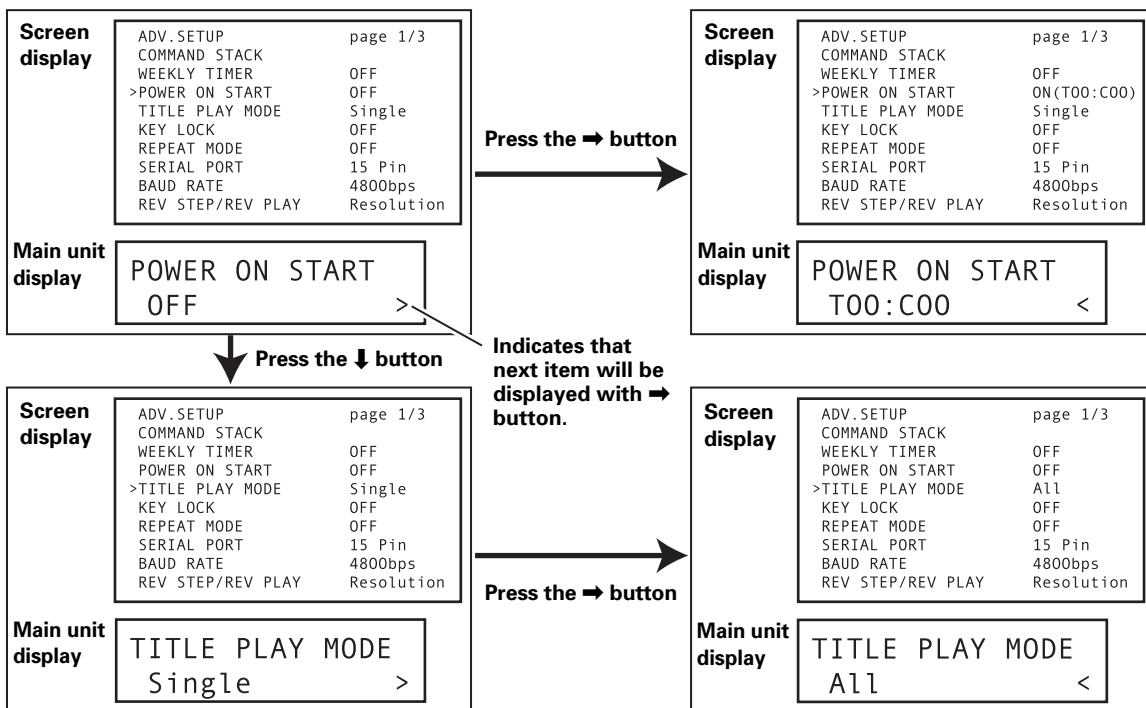 Screen display
ADV.SETUP page 1/3
COMMAND STACK
WEEKLY TIMER OFF
>POWER ON START OFF
TITLE PLAY MODE Single
KEY LOCK OFF
REPEAT MODE OFF
SERIAL PORT 15 Pin
BAUD RATE 4800bps
REV STEP/REV PLAY Resolution
Main unit display
POWER ON START
OFF >
Press the ➡ button
Screen display
ADV.SETUP page 1/3
COMMAND STACK
WEEKLY TIMER OFF
>POWER ON START ON(T00:C00)
TITLE PLAY MODE Single
KEY LOCK OFF
REPEAT MODE OFF
SERIAL PORT 15 Pin
BAUD RATE 4800bps
REV STEP/REV PLAY Resolution
Main unit display
POWER ON START
T00:C00 <
Press the ⬇ button
Indicates that
next item will be
displayed with ➡
button.
Screen display
ADV.SETUP page 1/3
COMMAND STACK
WEEKLY TIMER OFF
POWER ON START OFF
>TITLE PLAY MODE Single
KEY LOCK OFF
REPEAT MODE OFF
SERIAL PORT 15 Pin
BAUD RATE 4800bps
REV STEP/REV PLAY Resolution
Main unit display
TITLE PLAY MODE
Single >
Press the ➡ button
Screen display
ADV.SETUP page 1/3
COMMAND STACK
WEEKLY TIMER OFF
POWER ON START OFF
>TITLE PLAY MODE All
KEY LOCK OFF
REPEAT MODE OFF
SERIAL PORT 15 Pin
BAUD RATE 4800bps
REV STEP/REV PLAY Resolution
Main unit display
TITLE PLAY MODE
All <